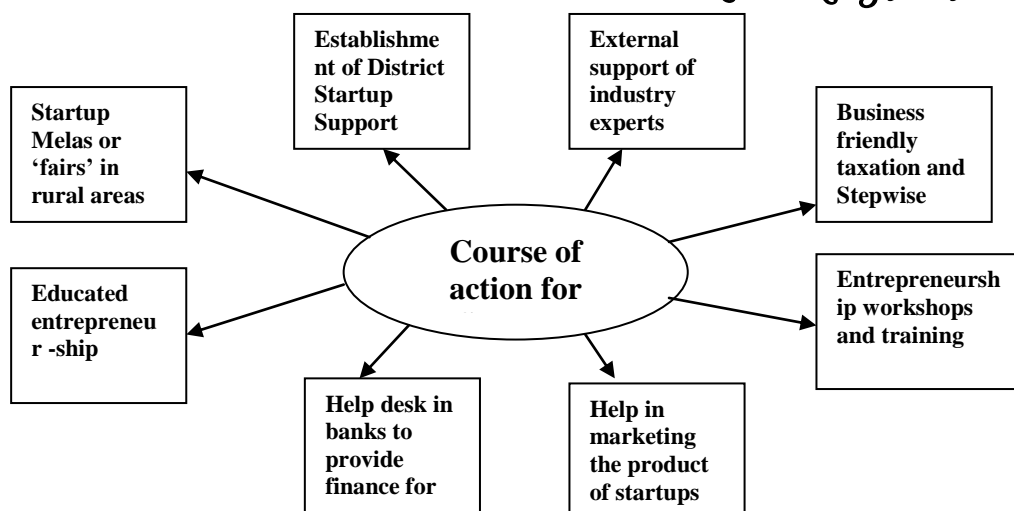 Establishme
nt of District
Startup
Support
External
support of
industry
experts
Startup
Melas or
‘fairs’ in
rural areas
Business
friendly
taxation and
Stepwise
Course of
action for
Educated
entrepreneu
r -ship
Entrepreneursh
ip workshops
and training
Help desk in
banks to
provide
finance for
Help in
marketing
the product
of startups